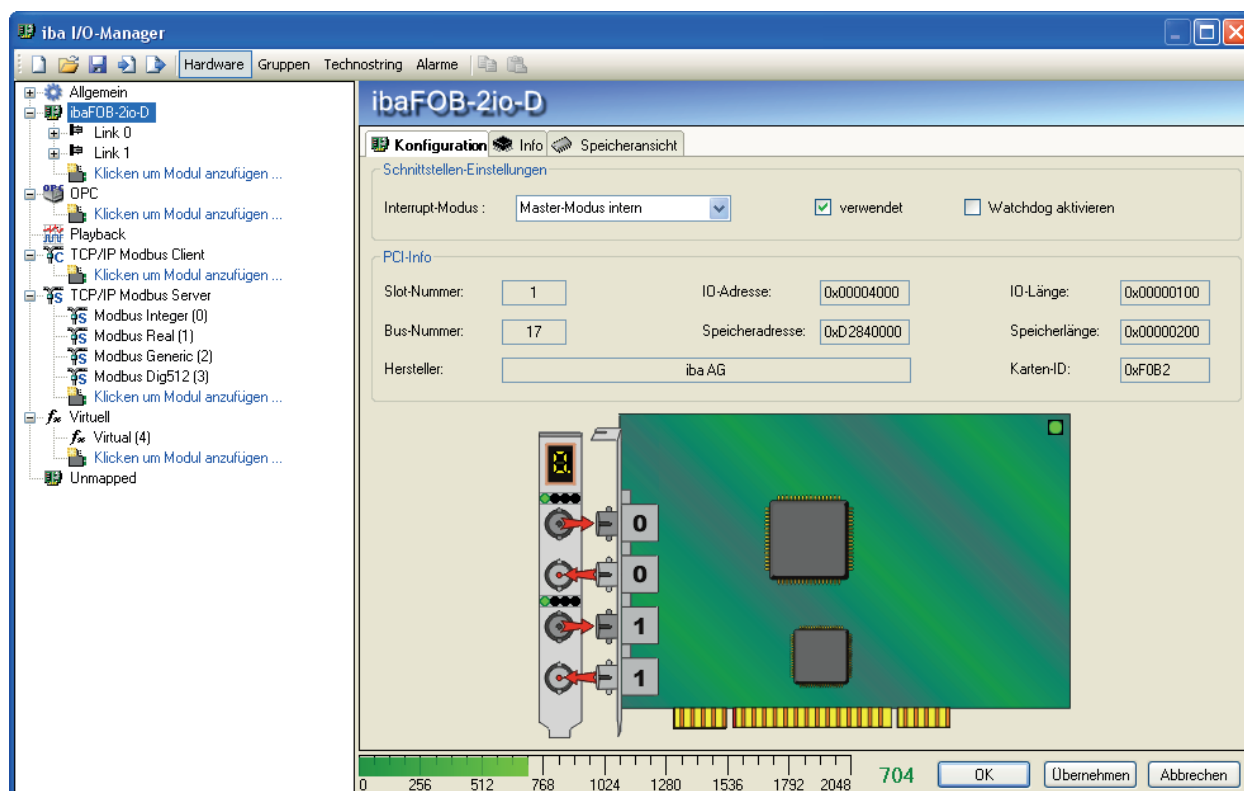 iba I/O-Manager
Hardware Gruppen Technostring Alarme
Allgemein
ibaFOB-2io-D
Link 0
Link 1
Klicken um Modul anzufügen ...
OPC
OPC
Klicken um Modul anzufügen ...
Playback
TCP/IP Modbus Client
Klicken um Modul anzufügen ...
TCP/IP Modbus Server
Modbus Integer (0)
Modbus Real (1)
Modbus Generic (2)
Modbus Dig512 (3)
Klicken um Modul anzufügen ...
Virtuell
Virtual (4)
Klicken um Modul anzufügen ...
Unmapped
ibaFOB-2io-D
Konfiguration Info Speicheransicht
Schnittstellen-Einstellungen
Interrupt-Modus : Master-Modus intern verwendet Watchdog aktivieren
PCI-Info
Slot-Nummer: 1 IO-Adresse: 0x00004000 IO-Länge: 0x00000100
Bus-Nummer: 17 Speicheradresse: 0xD2840000 Speicherlänge: 0x00000200
Hersteller: iba AG Karten-ID: 0xF0B2
0
0
1
1
0 256 512 768 1024 1280 1536 1792 2048
704 OK Übernehmen Abbrechen